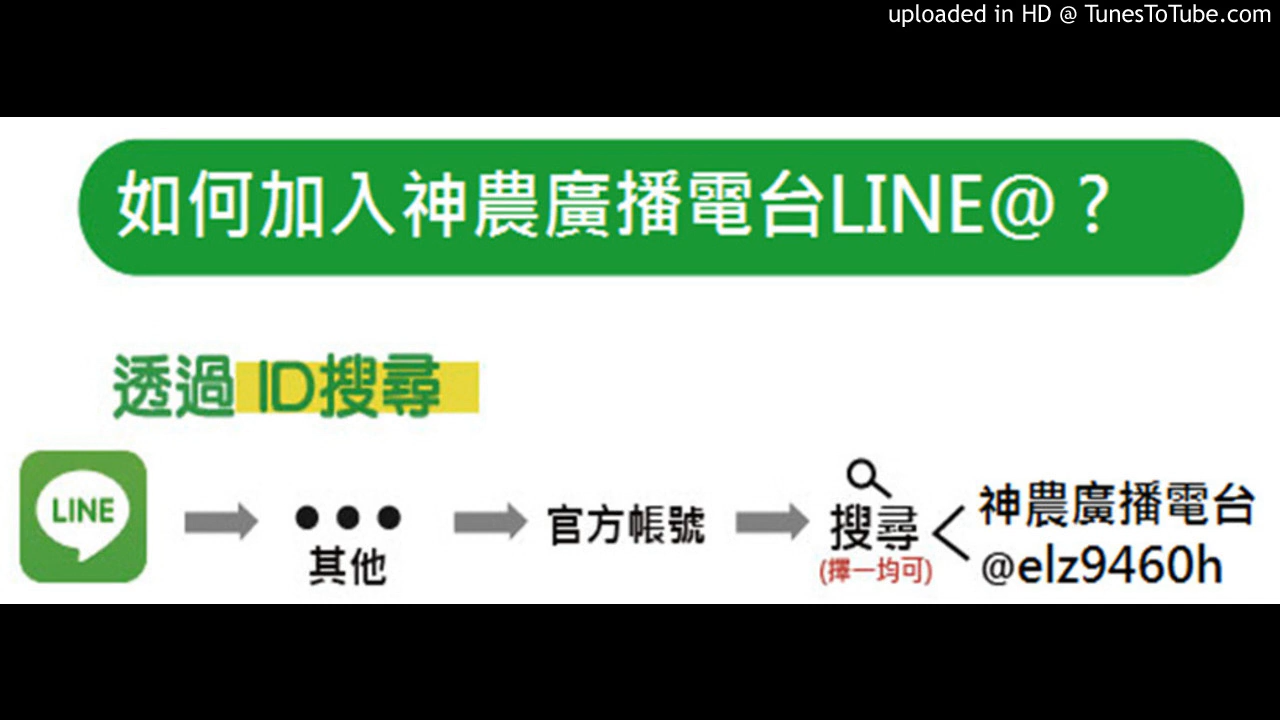 uploaded in HD @ TunesToTube.com
如何加入神農廣播電台LINE@？
透過 ID搜尋
LINE
其他
官方帳號
搜尋
(擇一均可)
神農廣播電台
@elz9460h